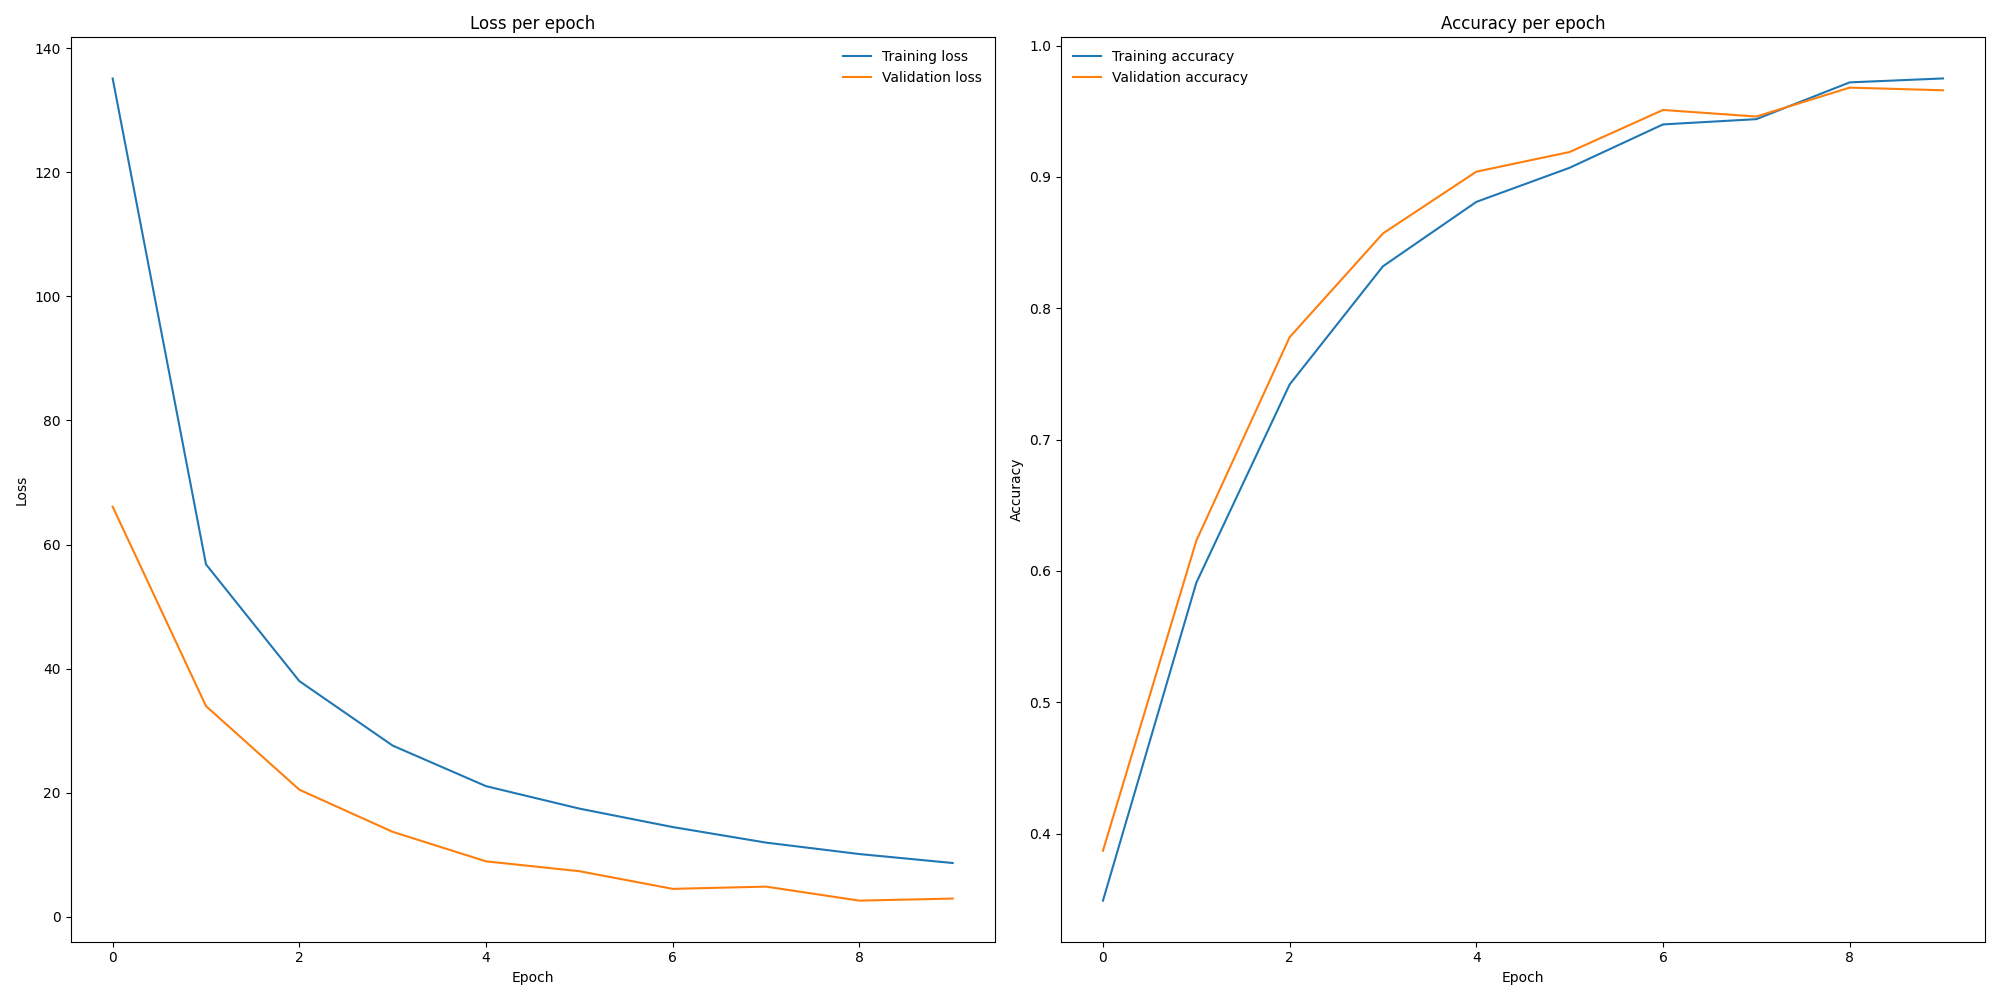 Loss per epoch
Training loss
Validation loss
140
120
100
80
60
40
20
0
Loss
0 2 4 6 8
Epoch
Accuracy per epoch
Training accuracy
Validation accuracy
1.0
0.9
0.8
0.7
0.6
0.5
0.4
Accuracy
0 2 4 6 8
Epoch